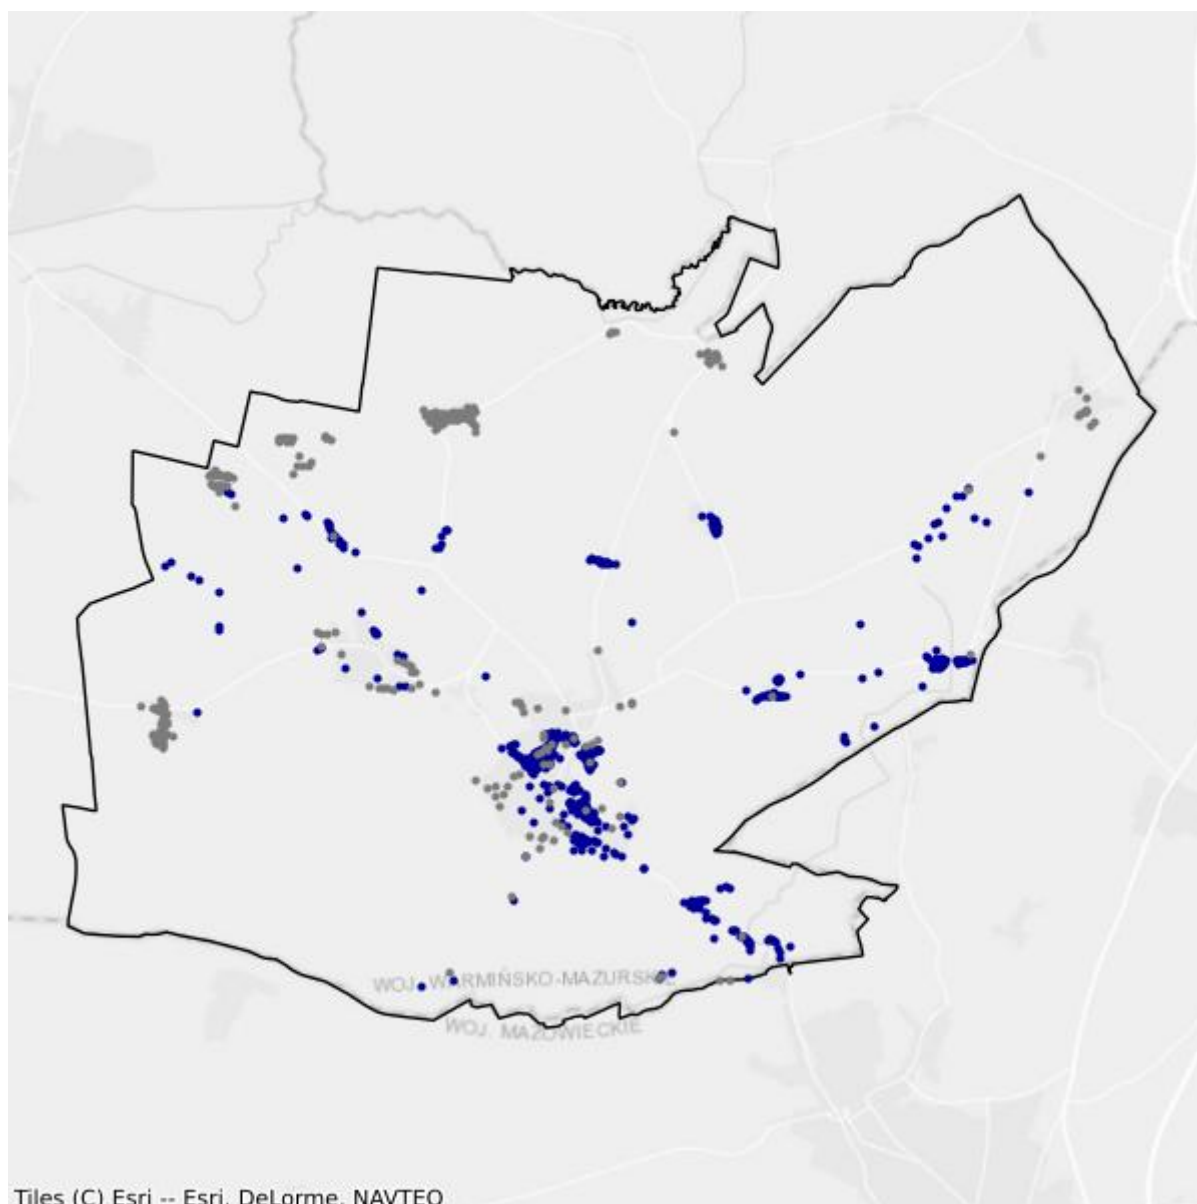 WOJ. WARMIŃSKO-MAZURSKIE
WOJ. MAZOWIECKIE
Tiles (C) Esri -- Esri, DeLorme, NAVTEQ